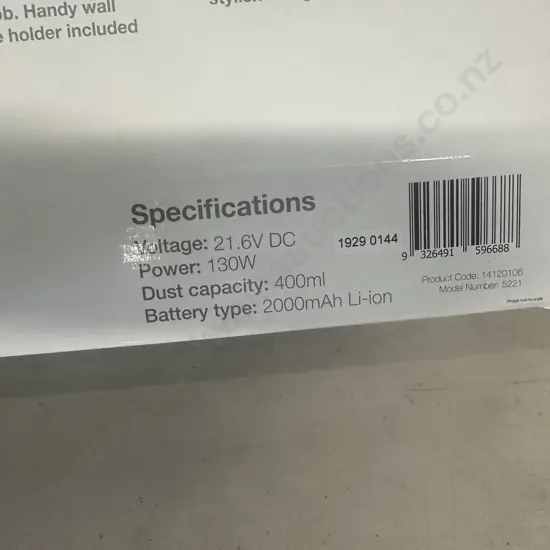 ob. Handy wall
holder included
Specifications
Voltage: 21.6V DC
Power: 130W
Dust capacity: 400ml
Battery type: 2000mAh Li-ion
1929 0144
9 326491 596688
Product Code: 14120106
Model Number: 5221